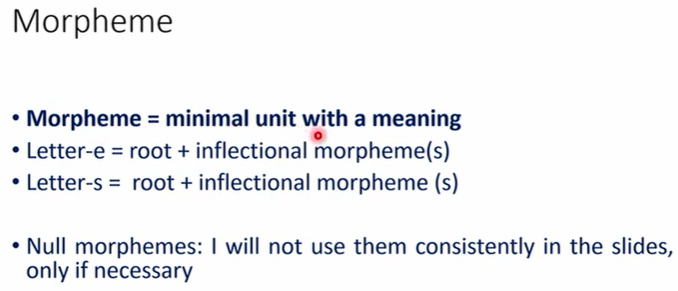 Morpheme
• Morpheme = minimal unit with a meaning
• Letter-e = root + inflectional morpheme(s)
• Letter-s = root + inflectional morpheme (s)
• Null morphemes: I will not use them consistently in the slides,
only if necessary